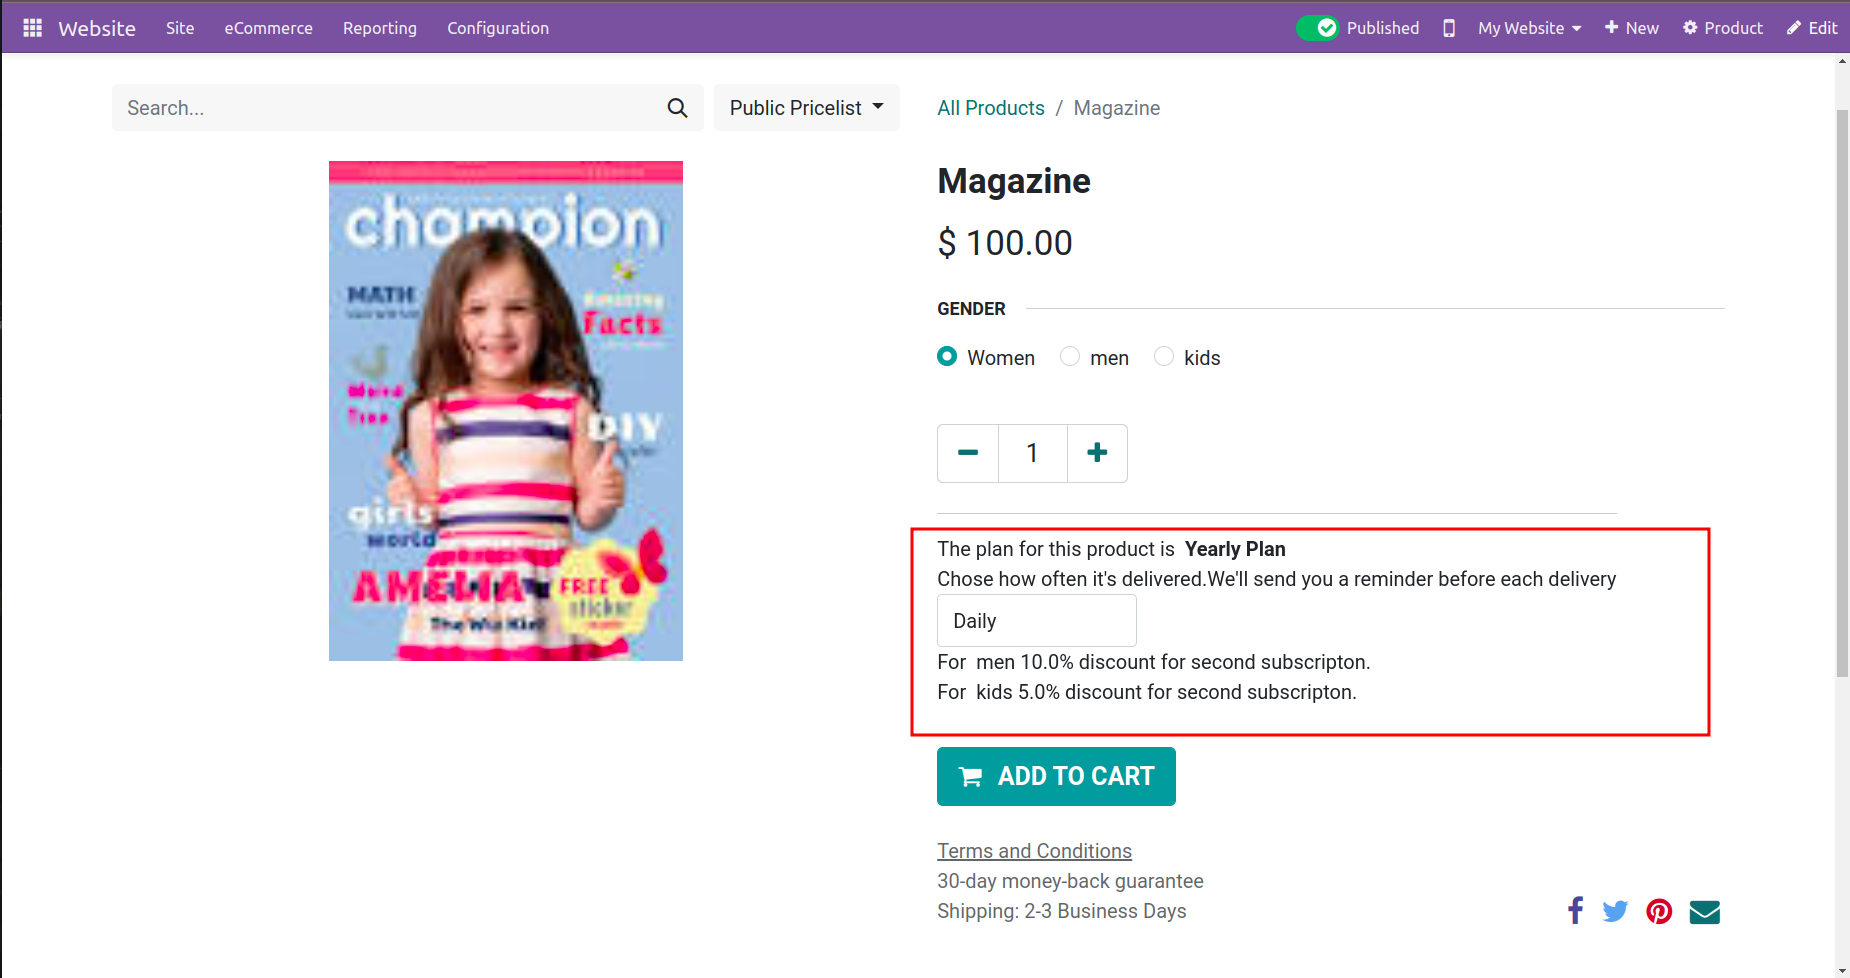 Website Site eCommerce Reporting Configuration Published My Website New Product Edit
Search...
Public Pricelist
All Products / Magazine
champion
MATH
Amazing
Facts
Weird
DIY
girls
world
AMELIA
FREE
sticker
Magazine
$ 100.00
GENDER
Women men kids
1
The plan for this product is Yearly Plan
Chose how often it's delivered.We'll send you a reminder before each delivery
Daily
For men 10.0% discount for second subscripton.
For kids 5.0% discount for second subscripton.
ADD TO CART
Terms and Conditions
30-day money-back guarantee
Shipping: 2-3 Business Days